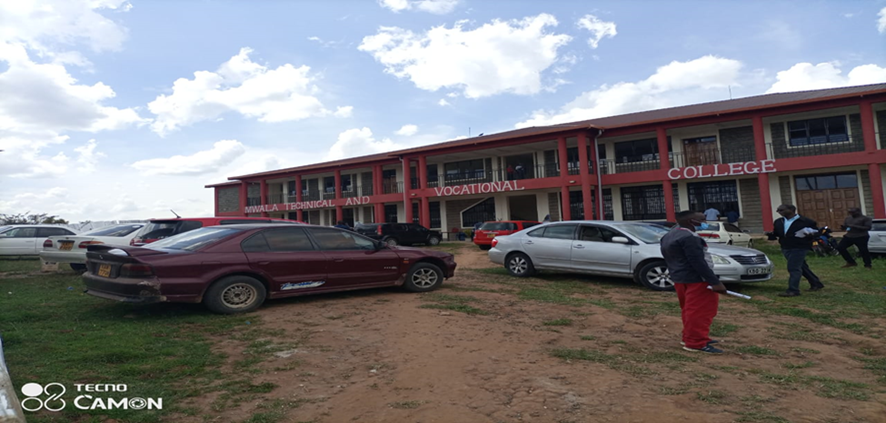 MWALA TECHNICAL AND VOCATIONAL COLLEGE
TECNO
CAMON